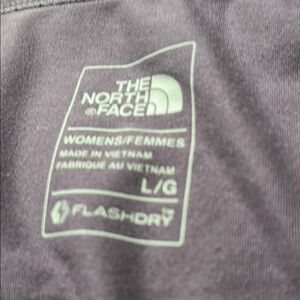 THE
NORTH
FACE
WOMENS/FEMMES
MADE IN VIETNAM
FABRIQUE AU VIETNAM
L/G
FLASHDRY